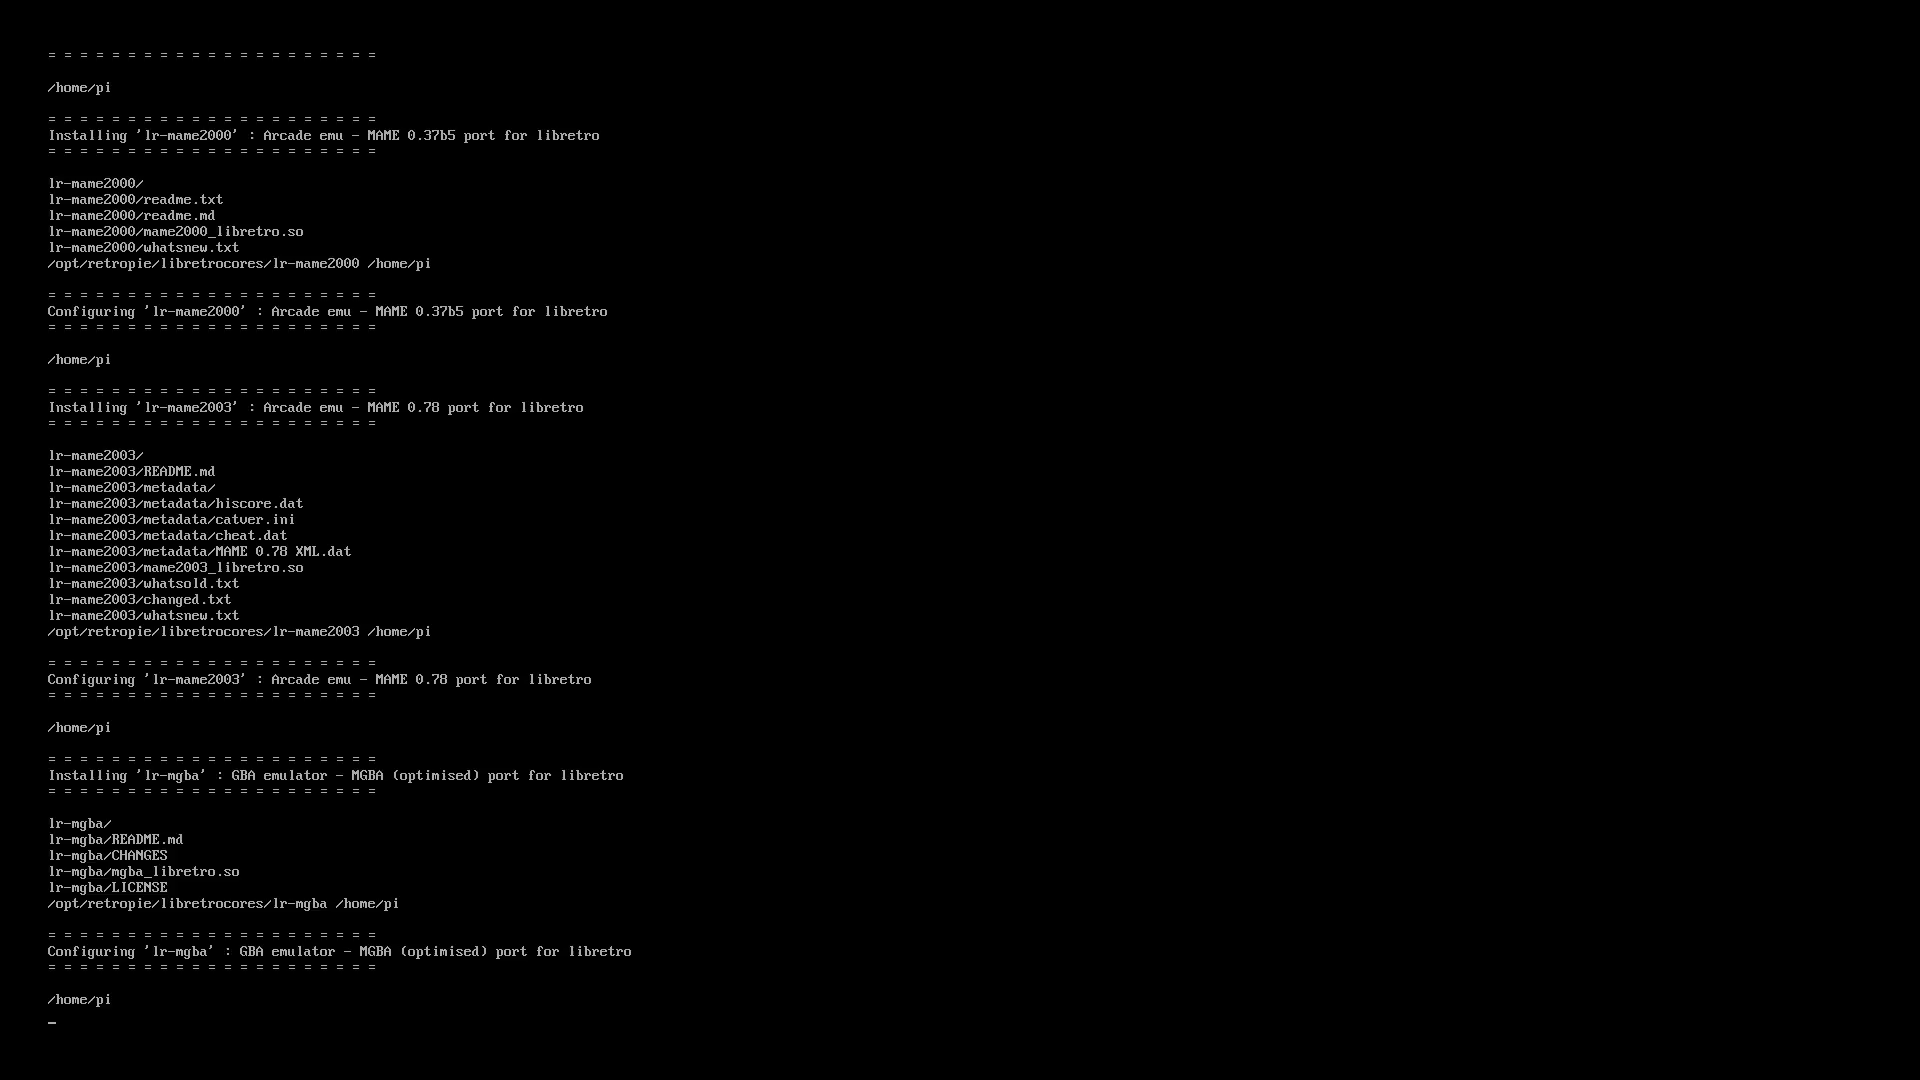 = = = = = = = = = = = = = = = = = = = = =
/home/pi
= = = = = = = = = = = = = = = = = = = = =
Installing 'lr-mame2000' : Arcade emu - MAME 0.37b5 port for libretro
= = = = = = = = = = = = = = = = = = = = =
lr-mame2000/
lr-mame2000/readme.txt
lr-mame2000/readme.md
lr-mame2000/mame2000_libretro.so
lr-mame2000/whatsnew.txt
/opt/retropie/libretrocores/lr-mame2000 /home/pi
= = = = = = = = = = = = = = = = = = = = =
Configuring 'lr-mame2000' : Arcade emu - MAME 0.37b5 port for libretro
= = = = = = = = = = = = = = = = = = = = =
/home/pi
= = = = = = = = = = = = = = = = = = = = =
Installing 'lr-mame2003' : Arcade emu - MAME 0.78 port for libretro
= = = = = = = = = = = = = = = = = = = = =
lr-mame2003/
lr-mame2003/README.md
lr-mame2003/metadata/
lr-mame2003/metadata/hiscore.dat
lr-mame2003/metadata/catver.ini
lr-mame2003/metadata/cheat.dat
lr-mame2003/metadata/MAME 0.78 XML.dat
lr-mame2003/mame2003_libretro.so
lr-mame2003/whatsold.txt
lr-mame2003/changed.txt
lr-mame2003/whatsnew.txt
/opt/retropie/libretrocores/lr-mame2003 /home/pi
= = = = = = = = = = = = = = = = = = = = =
Configuring 'lr-mame2003' : Arcade emu - MAME 0.78 port for libretro
= = = = = = = = = = = = = = = = = = = = =
/home/pi
= = = = = = = = = = = = = = = = = = = = =
Installing 'lr-mgba' : GBA emulator - MGBA (optimised) port for libretro
= = = = = = = = = = = = = = = = = = = = =
lr-mgba/
lr-mgba/README.md
lr-mgba/CHANGES
lr-mgba/mgba_libretro.so
lr-mgba/LICENSE
/opt/retropie/libretrocores/lr-mgba /home/pi
= = = = = = = = = = = = = = = = = = = = =
Configuring 'lr-mgba' : GBA emulator - MGBA (optimised) port for libretro
= = = = = = = = = = = = = = = = = = = = =
/home/pi
_